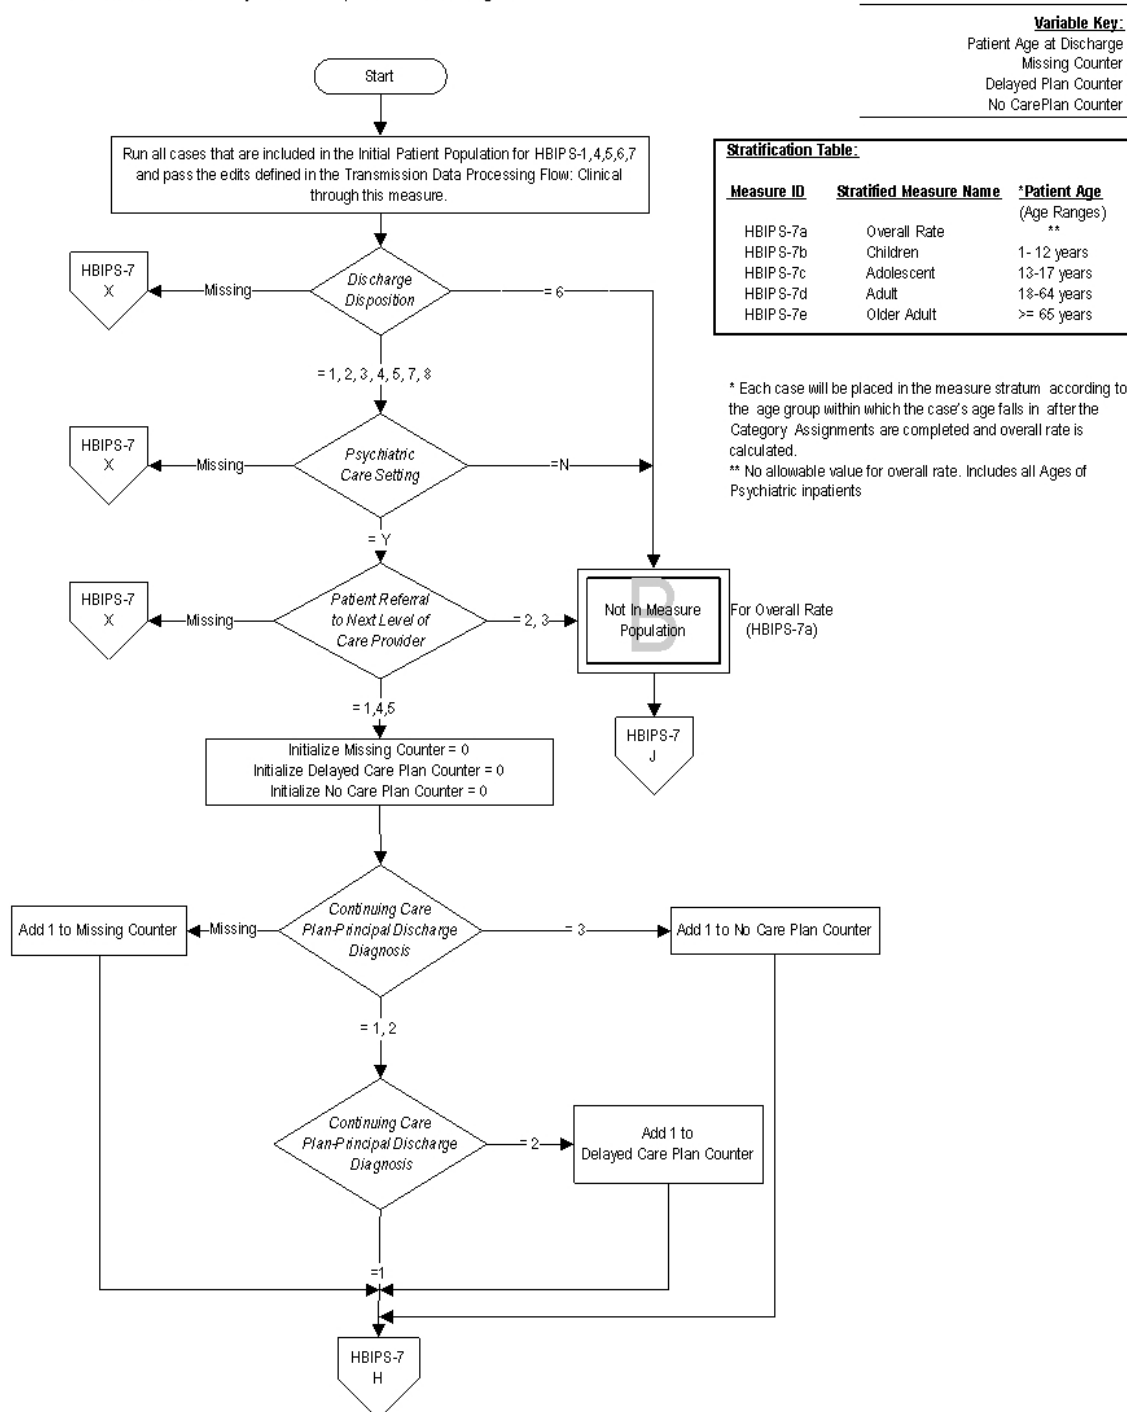 Variable Key:
Patient Age at Discharge
Missing Counter
Delayed Plan Counter
No CarePlan Counter
Start
Run all cases that are included in the Initial Patient Population for HBIPS-1,4,5,6,7
and pass the edits defined in the Transmission Data Processing Flow: Clinical
through this measure.
Stratification Table:
Measure ID Stratified Measure Name *Patient Age
(Age Ranges)
HBIPS-7a Overall Rate **
HBIPS-7b Children 1- 12 years
HBIPS-7c Adolescent 13-17 years
HBIPS-7d Adult 18-64 years
HBIPS-7e Older Adult >= 65 years
* Each case will be placed in the measure stratum according to
the age group within which the case's age falls in after the
Category Assignments are completed and overall rate is
calculated.
** No allowable value for overall rate. Includes all Ages of
Psychiatric inpatients
HBIPS-7
X
Missing
Discharge
Disposition
= 6
= 1, 2, 3, 4, 5, 7, 8
HBIPS-7
X
Missing
Psychiatric
Care Setting
=N
= Y
HBIPS-7
X
Missing
Patient Referral
to Next Level of
Care Provider
= 2, 3
B
Not In Measure
Population
For Overall Rate
(HBIPS-7a)
= 1,4,5
HBIPS-7
J
Initialize Missing Counter = 0
Initialize Delayed Care Plan Counter = 0
Initialize No Care Plan Counter = 0
Add 1 to Missing Counter
Missing
Continuing Care
Plan-Principal Discharge
Diagnosis
= 3
Add 1 to No Care Plan Counter
= 1, 2
Continuing Care
Plan-Principal Discharge
Diagnosis
= 2
Add 1 to
Delayed Care Plan Counter
=1
HBIPS-7
H